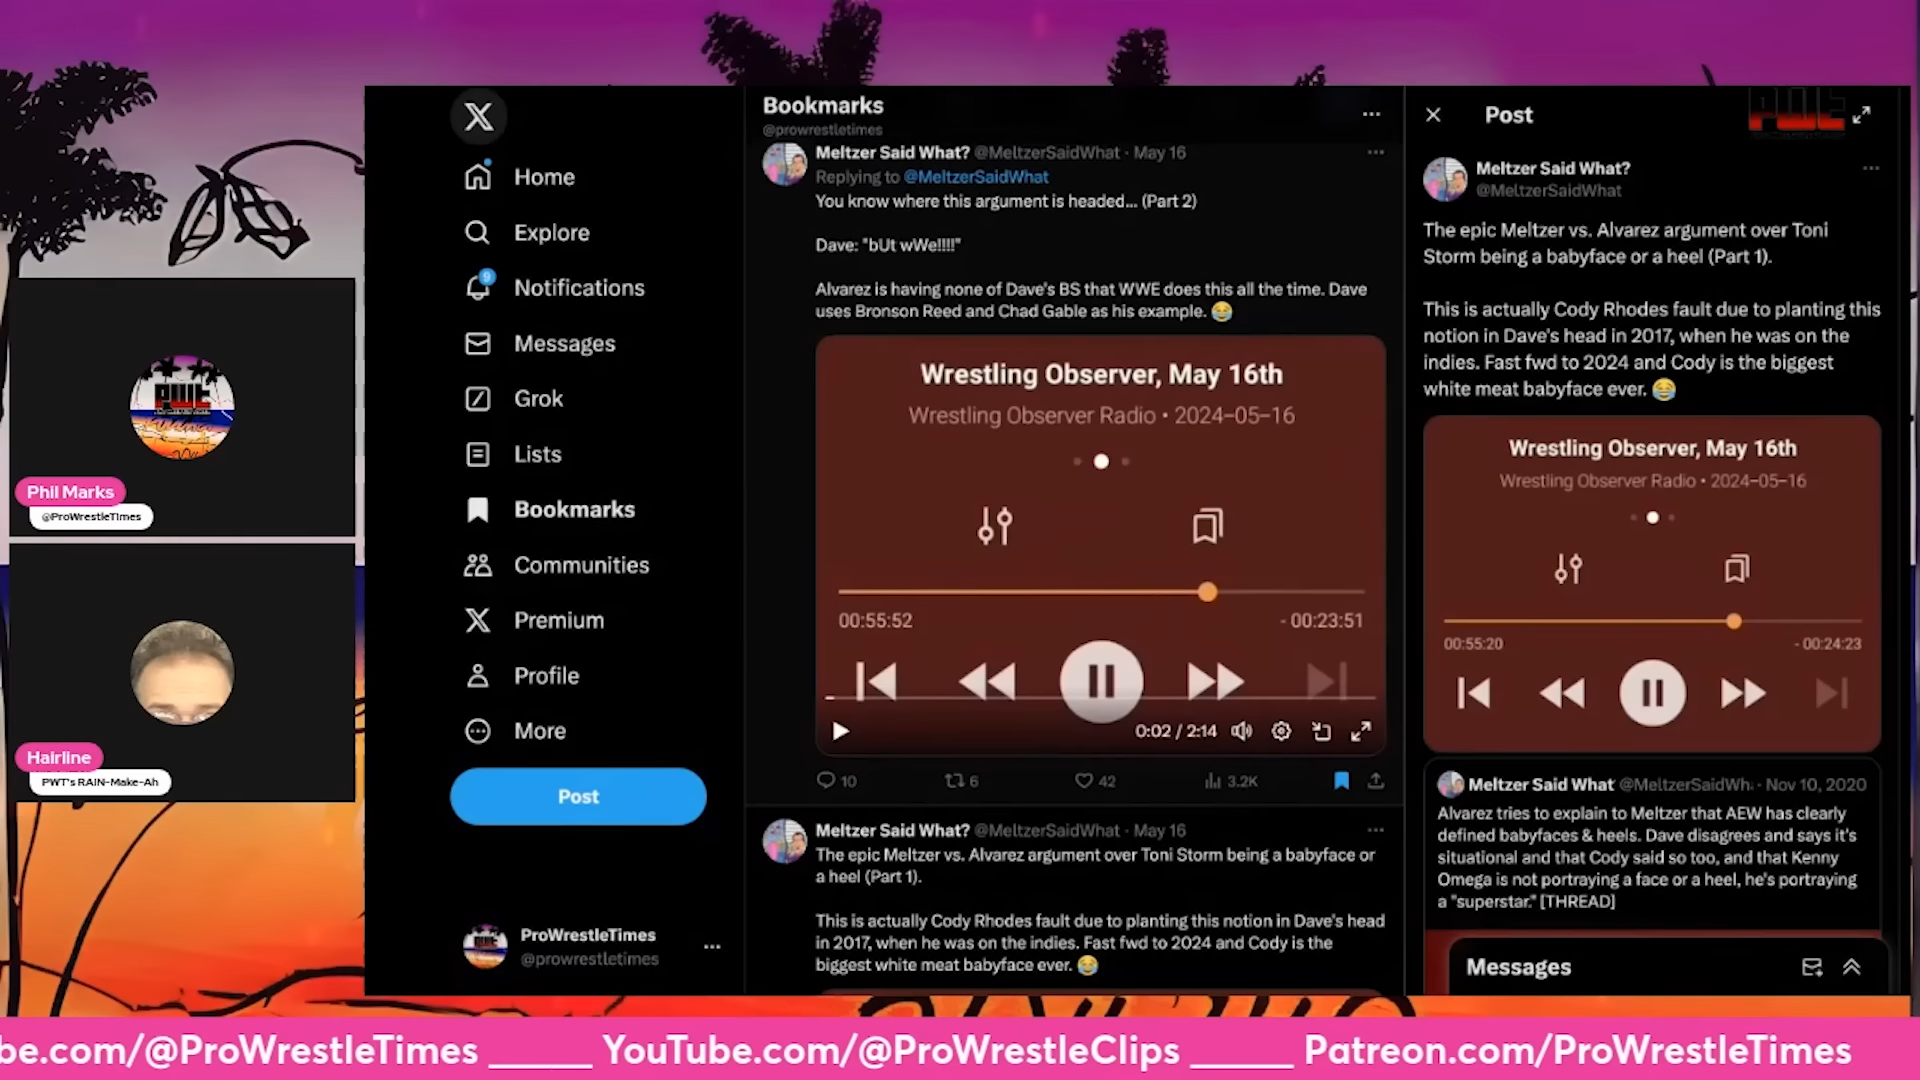 Phil Marks
@ProWrestleTimes
Hairline
PWT's RAIN-Make-Ah
Home
Explore
9
Notifications
Messages
Grok
Lists
Bookmarks
Communities
Premium
Profile
More
Post
ProWrestleTimes
@prowrestletimes
Bookmarks
@prowrestletimes
Meltzer Said What? @MeltzerSaidWhat · May 16
Replying to @MeltzerSaidWhat
You know where this argument is headed... (Part 2)
Dave: "bUt wWe!!!!"
Alvarez is having none of Dave's BS that WWE does this all the time. Dave
uses Bronson Reed and Chad Gable as his example. 😂
Wrestling Observer, May 16th
Wrestling Observer Radio • 2024-05-16
00:55:52
- 00:23:51
0:02 / 2:14
10
6
42
3.2K
Meltzer Said What? @MeltzerSaidWhat · May 16
The epic Meltzer vs. Alvarez argument over Toni Storm being a babyface or
a heel (Part 1).
This is actually Cody Rhodes fault due to planting this notion in Dave's head
in 2017, when he was on the indies. Fast fwd to 2024 and Cody is the
biggest white meat babyface ever. 😂
Post
PWE
Meltzer Said What?
@MeltzerSaidWhat
The epic Meltzer vs. Alvarez argument over Toni
Storm being a babyface or a heel (Part 1).
This is actually Cody Rhodes fault due to planting this
notion in Dave's head in 2017, when he was on the
indies. Fast fwd to 2024 and Cody is the biggest
white meat babyface ever. 😂
Wrestling Observer, May 16th
Wrestling Observer Radio • 2024-05-16
00:55:20
- 00:24:23
Meltzer Said What? @MeltzerSaidWh · Nov 10, 2020
Alvarez tries to explain to Meltzer that AEW has clearly
defined babyfaces & heels. Dave disagrees and says it's
situational and that Cody said so too, and that Kenny
Omega is not portraying a face or a heel, he's portraying
a "superstar." [THREAD]
Messages
be.com/@ProWrestleTimes _____ YouTube.com/@ProWrestleClips _____ Patreon.com/ProWrestleTimes